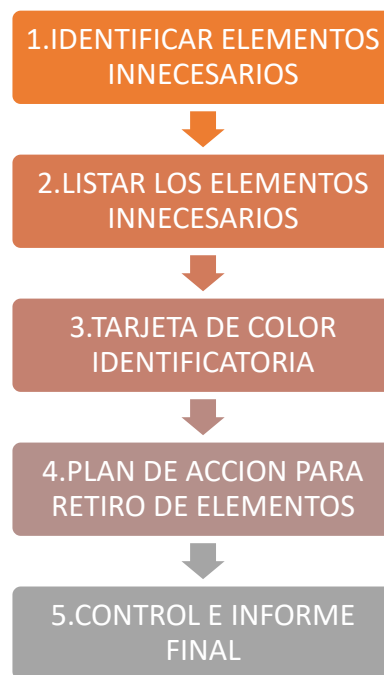 1.IDENTIFICAR ELEMENTOS
INNECESARIOS
2.LISTAR LOS ELEMENTOS
INNECESARIOS
3.TARJETA DE COLOR
IDENTIFICATORIA
4.PLAN DE ACCION PARA
RETIRO DE ELEMENTOS
5.CONTROL E INFORME
FINAL